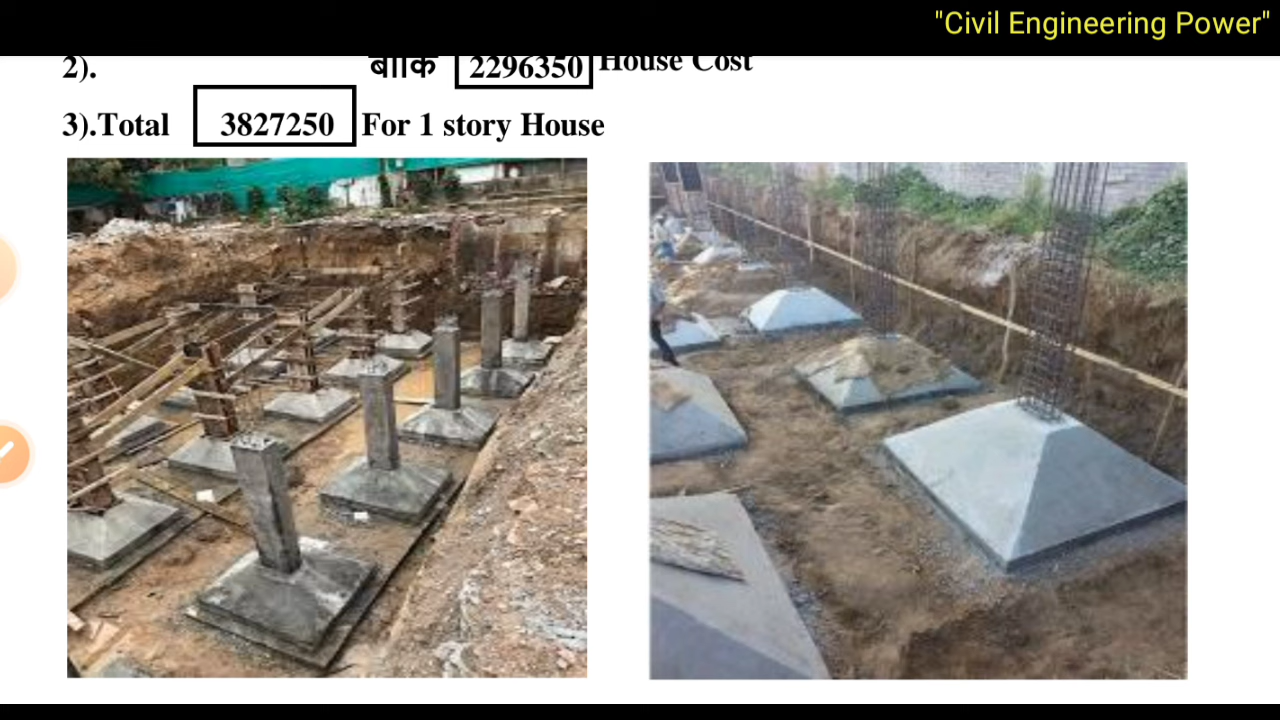 "Civil Engineering Power"
2). बाकि 2296350 House Cost
3).Total 3827250 For 1 story House